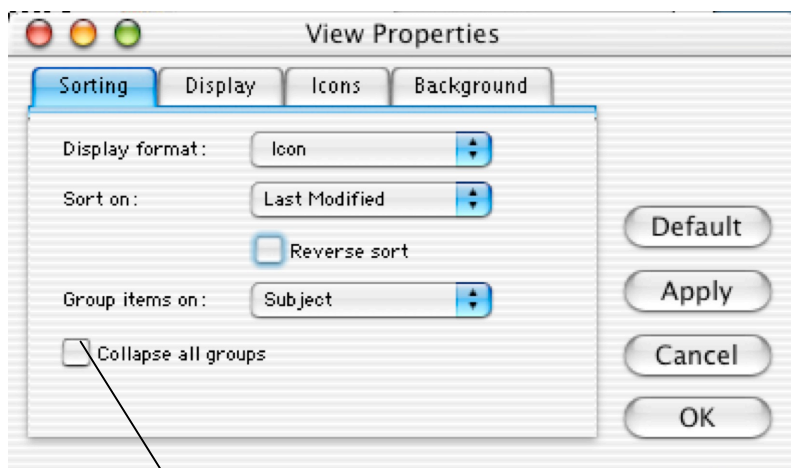 View Properties
Sorting Display Icons Background
Display format: Icon
Sort on: Last Modified
Reverse sort
Group items on: Subject
Collapse all groups
Default
Apply
Cancel
OK